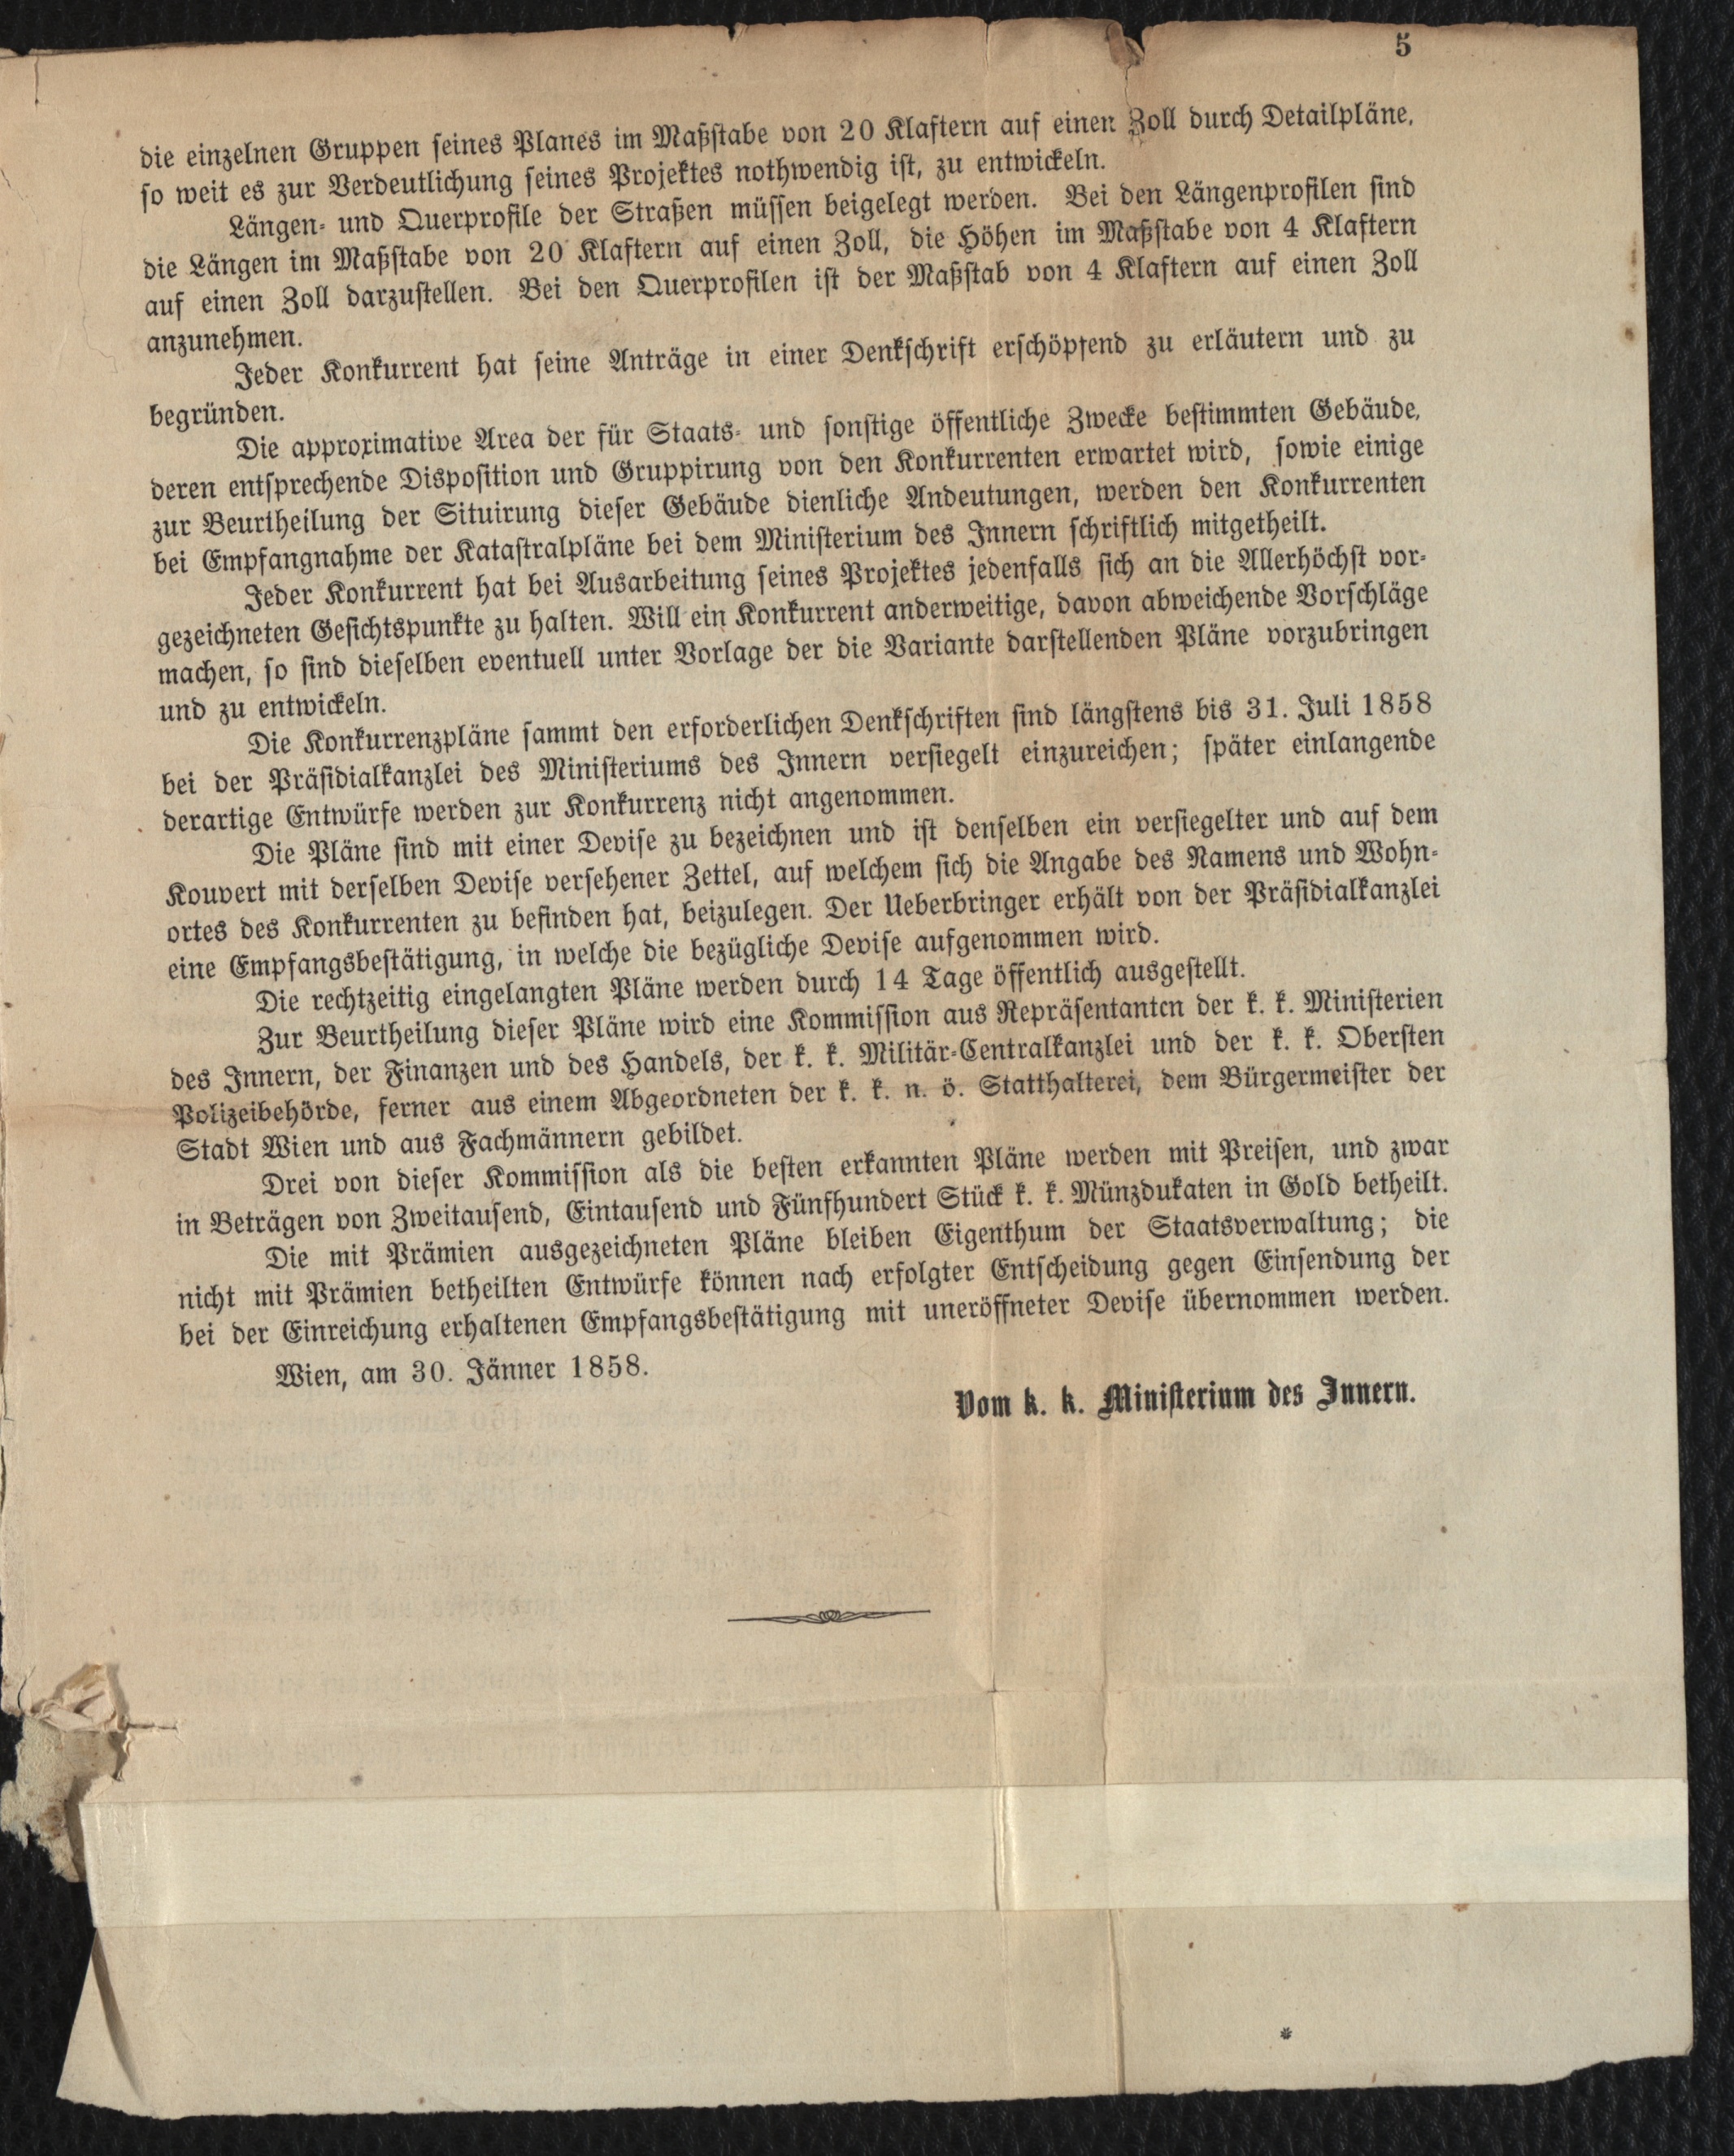 5
die einzelnen Gruppen seines Planes im Maßstabe von 20 Klaftern auf einen Zoll durch Detailpläne,
so weit es zur Verdeutlichung seines Projektes nothwendig ist, zu entwickeln.
Längen- und Querprofile der Straßen müssen beigelegt werden. Bei den Längenprofilen sind
die Längen im Maßstabe von 20 Klaftern auf einen Zoll, die Höhen im Maßstabe von 4 Klaftern
auf einen Zoll darzustellen. Bei den Querprofilen ist der Maßstab von 4 Klaftern auf einen Zoll
anzunehmen.
Jeder Konkurrent hat seine Anträge in einer Denkschrift erschöpfend zu erläutern und zu
begründen.
Die approximative Area der für Staats- und sonstige öffentliche Zwecke bestimmten Gebäude,
deren entsprechende Disposition und Gruppirung von den Konkurrenten erwartet wird, sowie einige
zur Beurtheilung der Situirung dieser Gebäude dienliche Andeutungen, werden den Konkurrenten
bei Empfangnahme der Katastralpläne bei dem Ministerium des Innern schriftlich mitgetheilt.
Jeder Konkurrent hat bei Ausarbeitung seines Projektes jedenfalls sich an die Allerhöchst vor-
gezeichneten Gesichtspunkte zu halten. Will ein Konkurrent anderweitige, davon abweichende Vorschläge
machen, so sind dieselben eventuell unter Vorlage der die Variante darstellenden Pläne vorzubringen
und zu entwickeln.
Die Konkurrenzpläne sammt den erforderlichen Denkschriften sind längstens bis 31. Juli 1858
bei der Präsidialkanzlei des Ministeriums des Innern versiegelt einzureichen; später einlangende
derartige Entwürfe werden zur Konkurrenz nicht angenommen.
Die Pläne sind mit einer Devise zu bezeichnen und ist denselben ein versiegelter und auf dem
Kouvert mit derselben Devise versehener Zettel, auf welchem sich die Angabe des Namens und Wohn-
ortes des Konkurrenten zu befinden hat, beizulegen. Der Ueberbringer erhält von der Präsidialkanzlei
eine Empfangsbestätigung, in welche die bezügliche Devise aufgenommen wird.
Die rechtzeitig eingelangten Pläne werden durch 14 Tage öffentlich ausgestellt.
Zur Beurtheilung dieser Pläne wird eine Kommission aus Repräsentanten der k. k. Ministerien
des Innern, der Finanzen und des Handels, der k. k. Militär-Centralkanzlei und der k. k. Obersten
Polizeibehörde, ferner aus einem Abgeordneten der k. k. n. ö. Statthalterei, dem Bürgermeister der
Stadt Wien und aus Fachmännern gebildet.
Drei von dieser Kommission als die besten erkannten Pläne werden mit Preisen, und zwar
in Beträgen von Zweitausend, Eintausend und Fünfhundert Stück k. k. Münzdukaten in Gold betheilt.
Die mit Prämien ausgezeichneten Pläne bleiben Eigenthum der Staatsverwaltung; die
nicht mit Prämien betheilten Entwürfe können nach erfolgter Entscheidung gegen Einsendung der
bei der Einreichung erhaltenen Empfangsbestätigung mit uneröffneter Devise übernommen werden.
Wien, am 30. Jänner 1858.
Vom k. k. Ministerium des Innern.
*